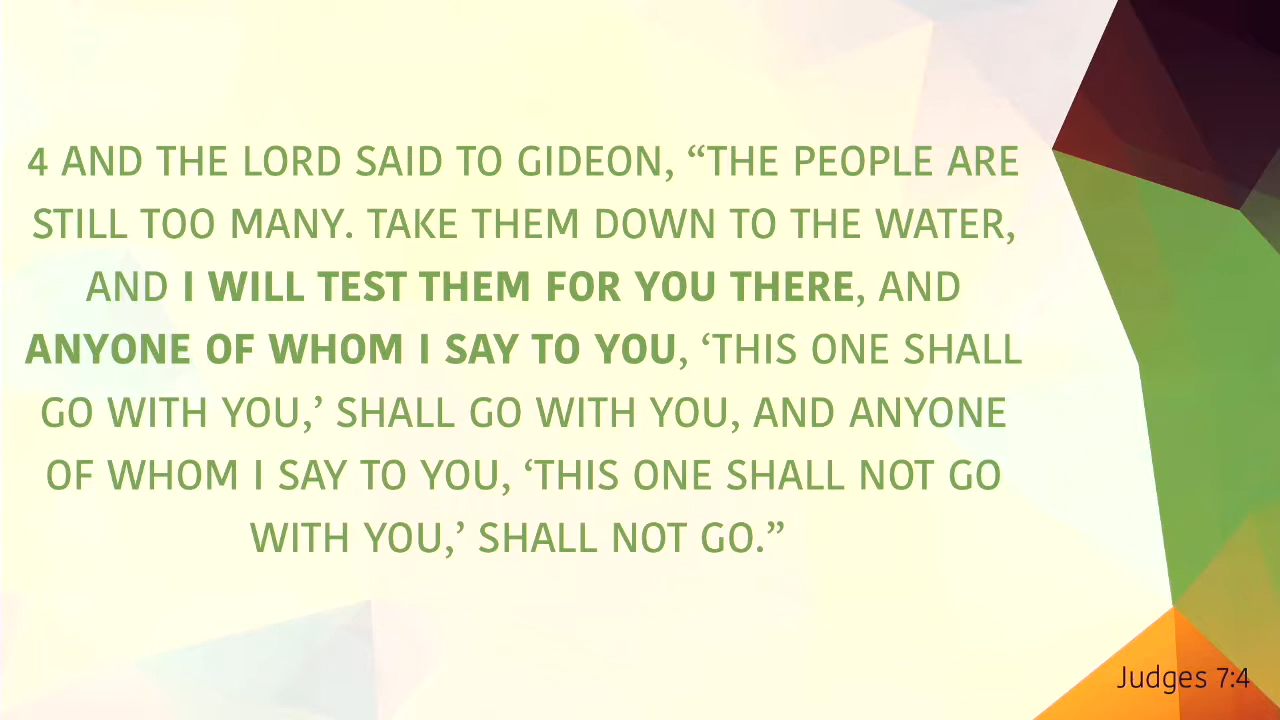 4 AND THE LORD SAID TO GIDEON, “THE PEOPLE ARE
STILL TOO MANY. TAKE THEM DOWN TO THE WATER,
AND I WILL TEST THEM FOR YOU THERE, AND
ANYONE OF WHOM I SAY TO YOU, ‘THIS ONE SHALL
GO WITH YOU,’ SHALL GO WITH YOU, AND ANYONE
OF WHOM I SAY TO YOU, ‘THIS ONE SHALL NOT GO
WITH YOU,’ SHALL NOT GO.”
Judges 7:4